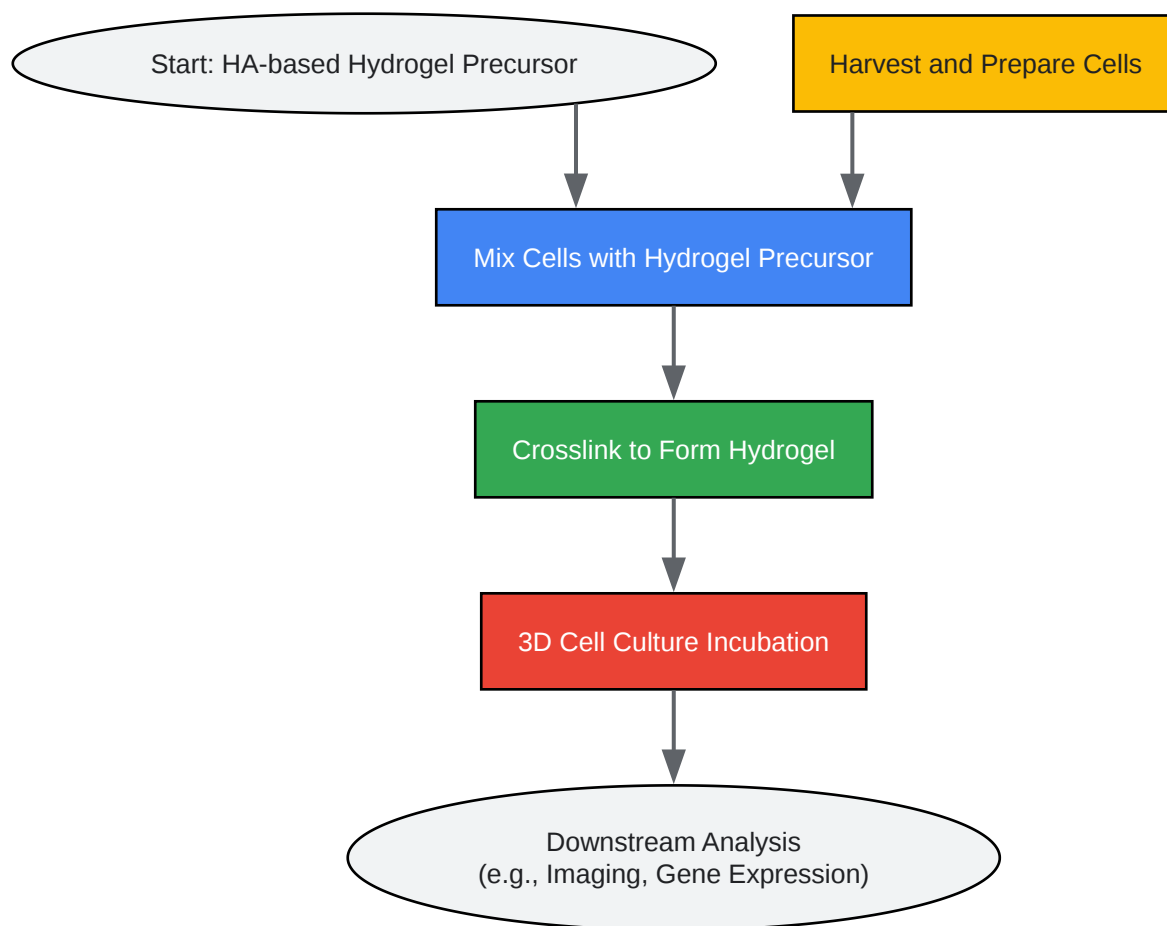 Start: HA-based Hydrogel Precursor
Harvest and Prepare Cells
Mix Cells with Hydrogel Precursor
Crosslink to Form Hydrogel
3D Cell Culture Incubation
Downstream Analysis
(e.g., Imaging, Gene Expression)